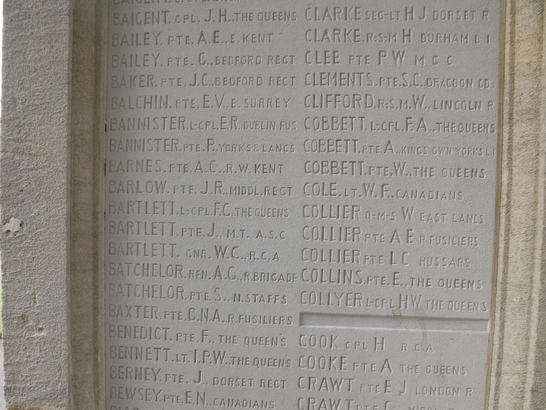 BAIGENT. CPL. J.H. THE QUEENS
BAILEY. PTE. A.E.. E. KENT
BAILEY. PTE. G.. BEDFORD REGT
BAKER. PTE. J.C.. BEDFORD REGT
BALCHIN. PTE. E.V.. E. SURREY
BANNISTER. L-CPL. E.R. DUBLIN FUS
BANNISTER. PTE. P.. YORKS & LANCS
BARNES. PTE. A.C.. R.W. KENT
BARLOW. PTE. J.R. MIDDL. REGT
BARTLETT. L-CPL. F.G. THE QUEENS
BARTLETT. PTE. J.. M.T. A.S.C
BARTLETT. GNR. W.C.. R.G.A
BATCHELOR. RFN. A.G.. R. BRIGADE
BATCHELOR. PTE. S.. N. STAFFS
BAXTER. PTE. G.N.A.. R. FUSILIERS
BENEDICT. PTE. F.. THE QUEEN'S
BENNETT. LT. I.P.W. THE QUEEN'S
BERNEY. PTE. J.. DORSET REGT
BEWSEY. PTE. E.N.. CANADIANS
CLARKE SEC-LT H J DORSET R
CLARKE. R:S:M H DURHAM L I
CLEE PTE P W M G C
CLEMENTS. PTE. S.C. DRAGOON GDS
CLIFFORD. R:S.M. W.. LINCOLN R
COBBETT. L-CPL. F.A.. THE QUEENS
COBBETT. PTE. A.. KINGS OWN YORKS L I
COBBETT. PTE. W.. THE QUEENS
COLE. LT. W.F.. CANADIANS
COLLIER Q-M-S W EAST LANCS
COLLIER PTE A E R FUSILIERS
COLLIER PTE L C HUSSARS
COLLINS. PTE. E.. THE QUEENS
COLLYER L-CPL H W THE QUEENS
COOK CPL H R G A
COOKE PTE A THE QUEENS
CRAWT PTE E J LONDON R
CRAWT PTE